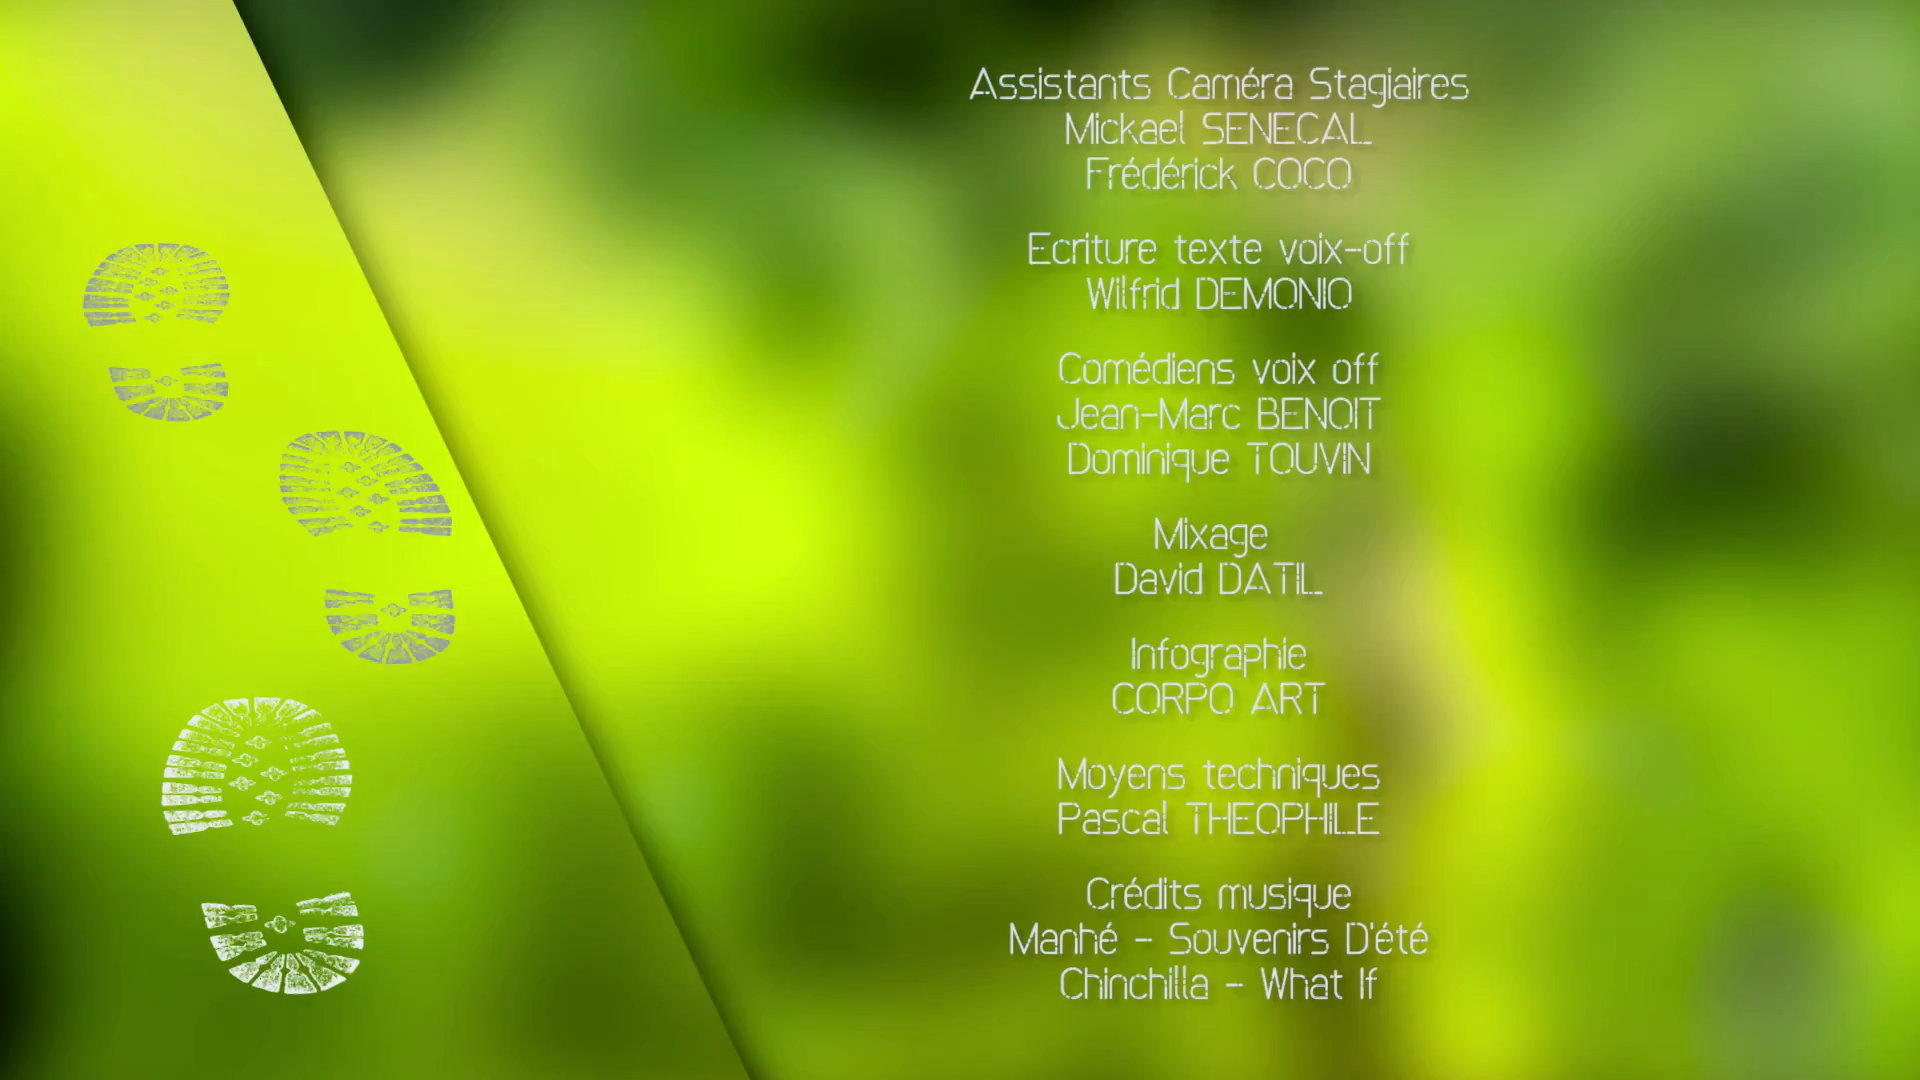 Assistants Caméra Stagiaires
Mickael SENECAL
Frédérick COCO
Ecriture texte voix-off
Wilfrid DEMONIO
Comédiens voix off
Jean-Marc BENOIT
Dominique TOUVIN
Mixage
David DATIL
Infographie
CORPO ART
Moyens techniques
Pascal THEOPHILE
Crédits musique
Manhé - Souvenirs D'été
Chinchilla - What If